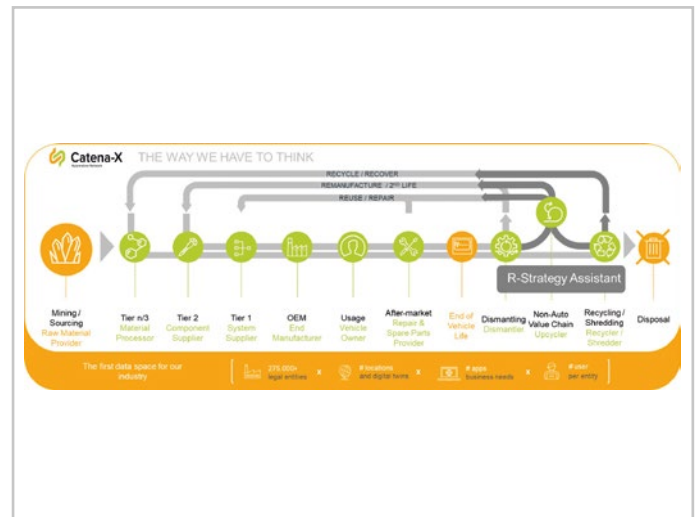 Catena-X THE WAY WE HAVE TO THINK
RECYCLE / RECOVER
REMANUFACTURE / 2ND LIFE
REUSE / REPAIR
R-Strategy Assistant
Mining /
Sourcing
Raw Material
Provider
Tier n/3
Material
Processor
Tier 2
Component
Supplier
Tier 1
System
Supplier
OEM
End
Manufacturer
Usage
Vehicle
Owner
After-market
Repair &
Spare Parts
Provider
End of
Vehicle
Life
Dismantling
Dismantler
Non-Auto
Value Chain
Upcycler
Recycling /
Shredding
Recycler /
Shredder
Disposal
The first data space for our
industry
275.000+
legal entities
x
# locations
and digital twins
x
# apps
business needs
x
# user
per entity